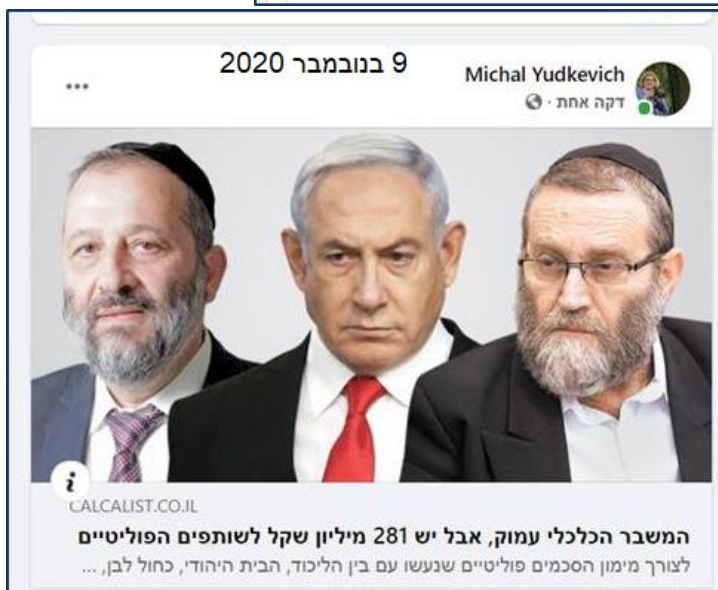 9 בנובמבר 2020
Michal Yudkevich
דקה אחת ·
CALCALIST.CO.IL
המשבר הכלכלי עמוק, אבל יש 281 מיליון שקל לשותפים הפוליטיים
לצורך מימון הסכמים פוליטיים שנעשו עם בין הליכוד, הבית היהודי, כחול לבן, ...